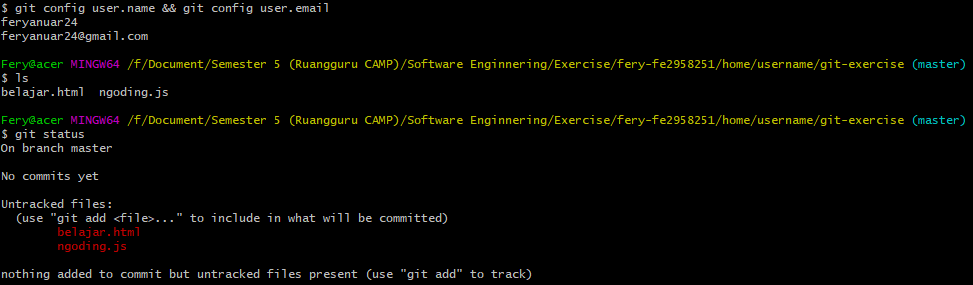 $ git config user.name && git config user.email
feryanuar24
feryanuar24@gmail.com
Fery@acer MINGW64 /f/Document/Semester 5 (Ruangguru CAMP)/Software Enginnering/Exercise/fery-fe2958251/home/username/git-exercise (master)
$ ls
belajar.html  ngoding.js
Fery@acer MINGW64 /f/Document/Semester 5 (Ruangguru CAMP)/Software Enginnering/Exercise/fery-fe2958251/home/username/git-exercise (master)
$ git status
On branch master
No commits yet
Untracked files:
  (use "git add <file>..." to include in what will be committed)
        belajar.html
        ngoding.js
nothing added to commit but untracked files present (use "git add" to track)